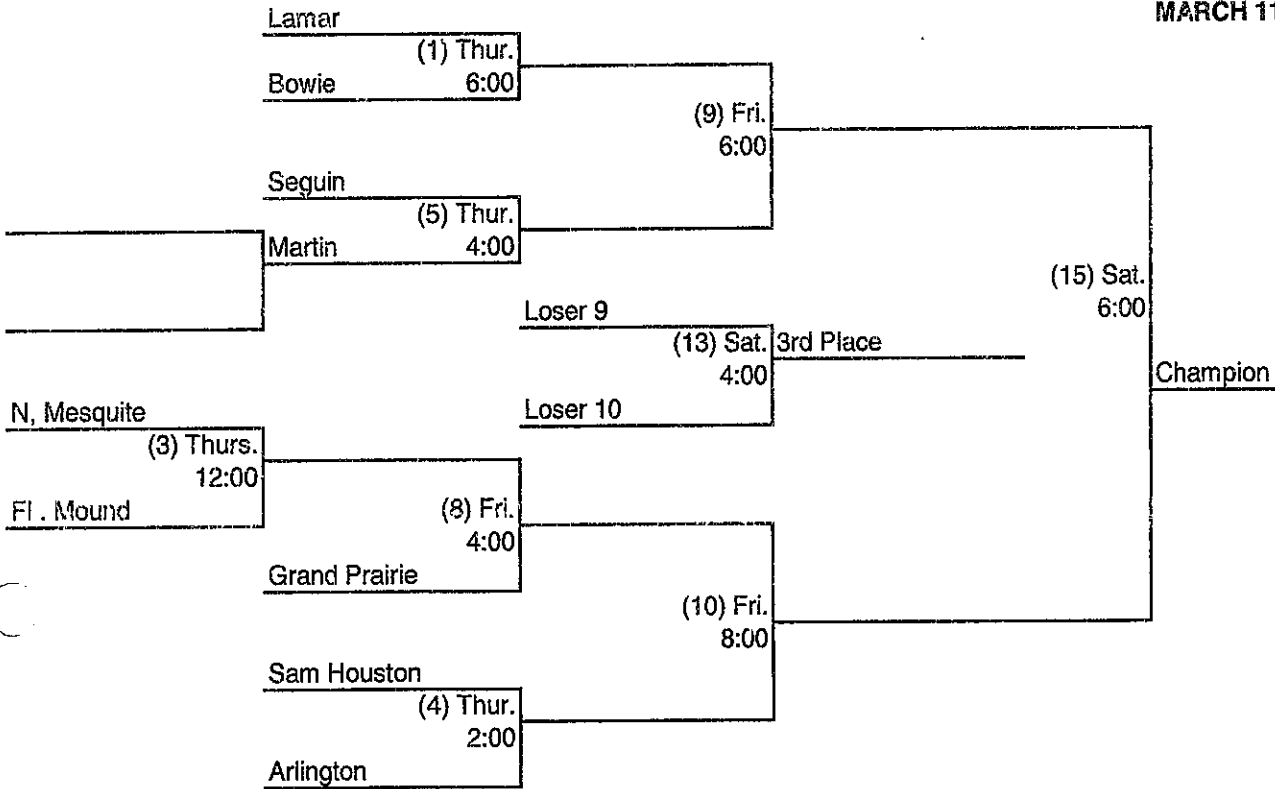 MARCH 11
Lamar
(1) Thur.
Bowie 6:00
(9) Fri.
6:00
Seguin
(5) Thur.
Martin 4:00
(15) Sat.
6:00
Loser 9
(13) Sat. 3rd Place
4:00
Champion
Loser 10
N, Mesquite
(3) Thurs.
12:00
Fl . Mound
(8) Fri.
4:00
Grand Prairie
(10) Fri.
8:00
Sam Houston
(4) Thur.
2:00
Arlington